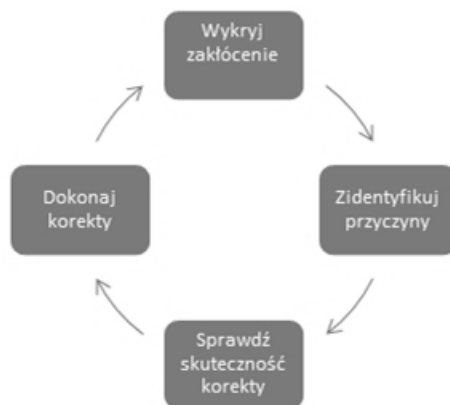 Wykryj
zakłócenie
Zidentyfikuj
przyczyny
Sprawdź
skuteczność
korekty
Dokonaj
korekty